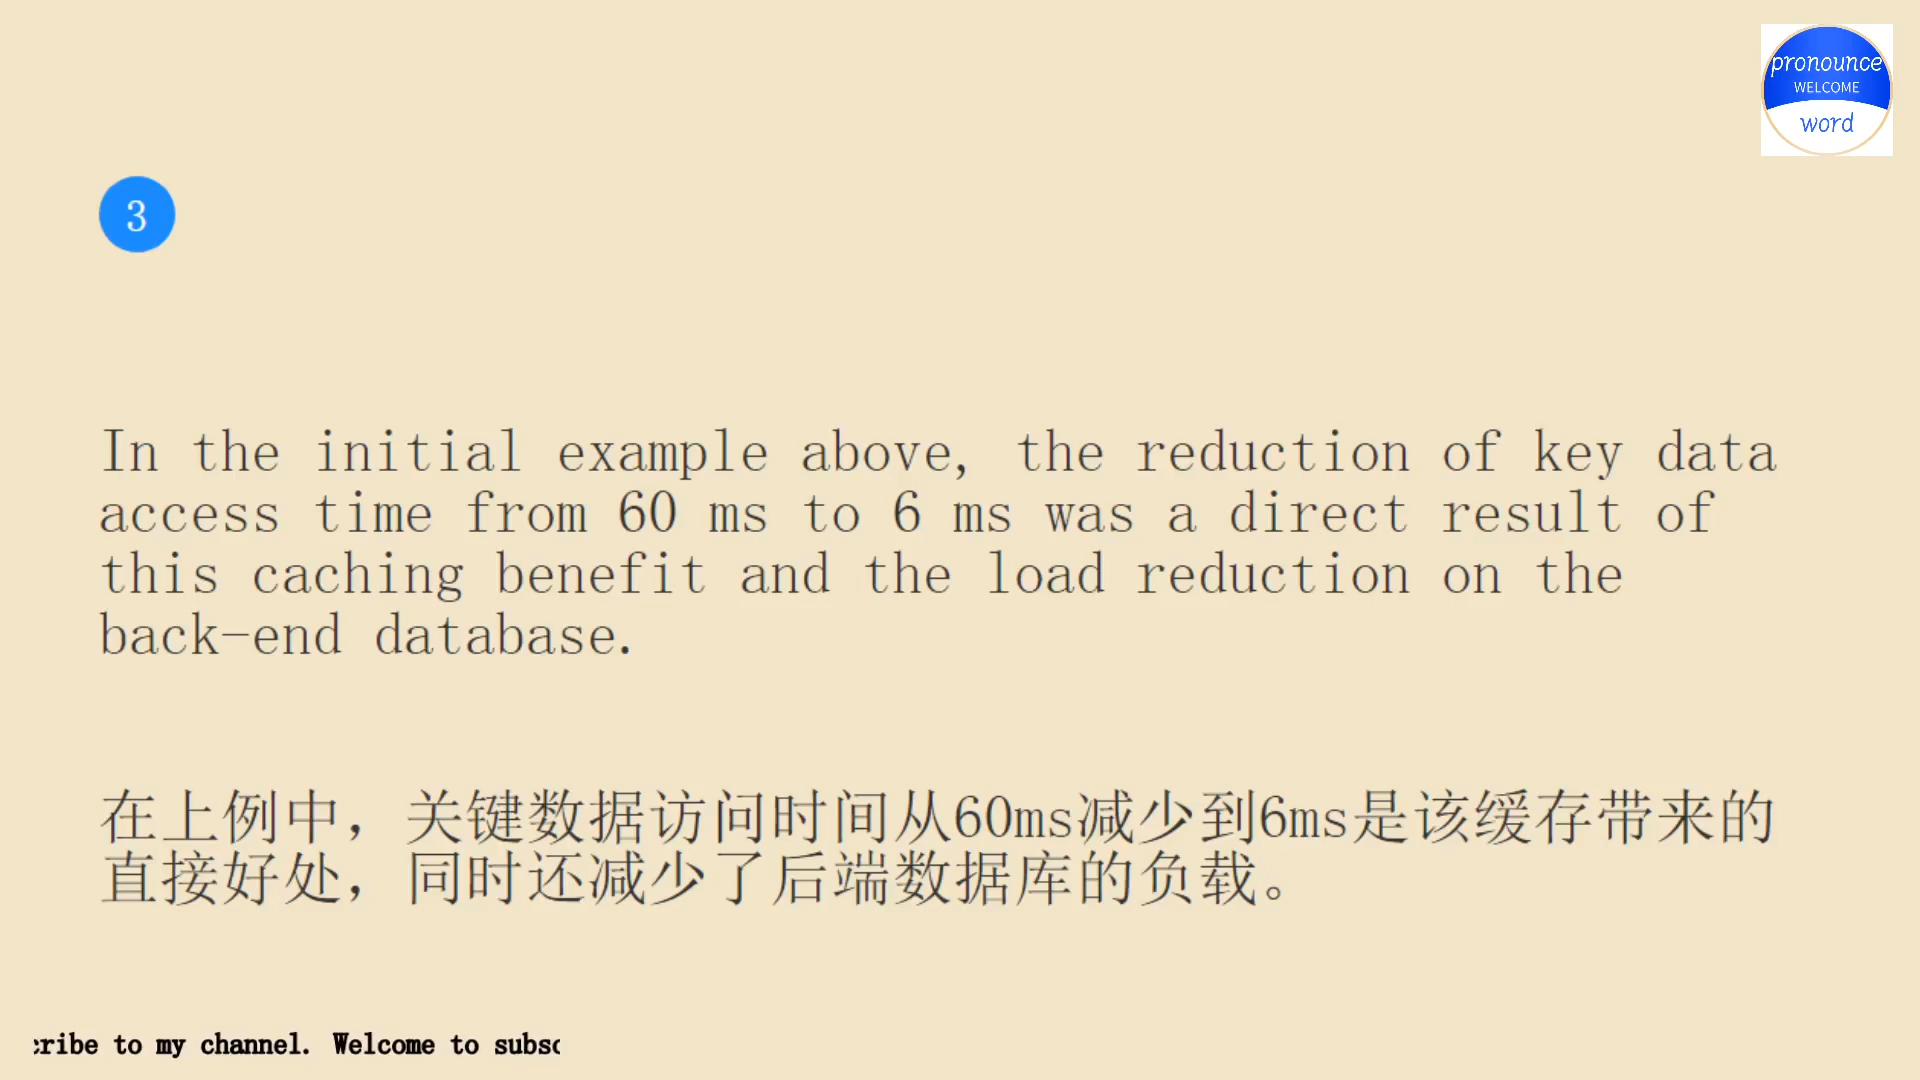 pronounce
WELCOME
word
3
In the initial example above, the reduction of key data
access time from 60 ms to 6 ms was a direct result of
this caching benefit and the load reduction on the
back-end database.
在上例中，关键数据访问时间从60ms减少到6ms是该缓存带来的
直接好处，同时还减少了后端数据库的负载。
cribe to my channel. Welcome to subsc